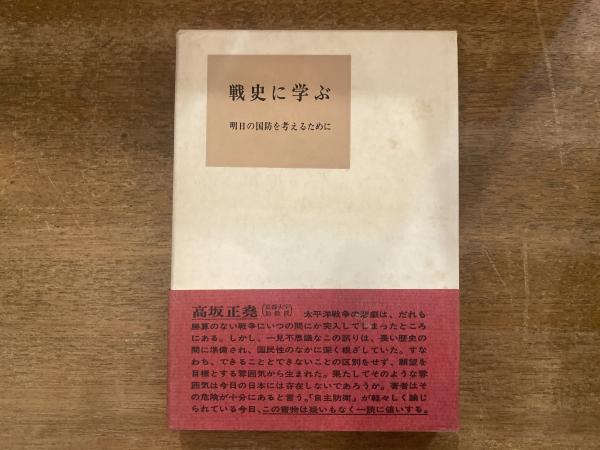 戦史に学ぶ
明日の国防を考えるために
高坂正堯 (京都大学助教授) 太平洋戦争の悲劇は、だれも
勝算のない戦争にいつの間にか突入してしまったところ
にある。しかし、一見不思議なこの誤りは、長い歴史の
間に準備され、国民性のなかに深く根ざしていた。すな
わち、できることとできないことの区別をせず、願望を
目標とする雰囲気から生まれた。果たしてそのような雰
囲気は今日の日本には存在しないであろうか。著者はそ
の危険が十分にあると言う。「自主防衛」が軽々しく論じ
られている今日、この書物は疑いもなく一読に値いする。